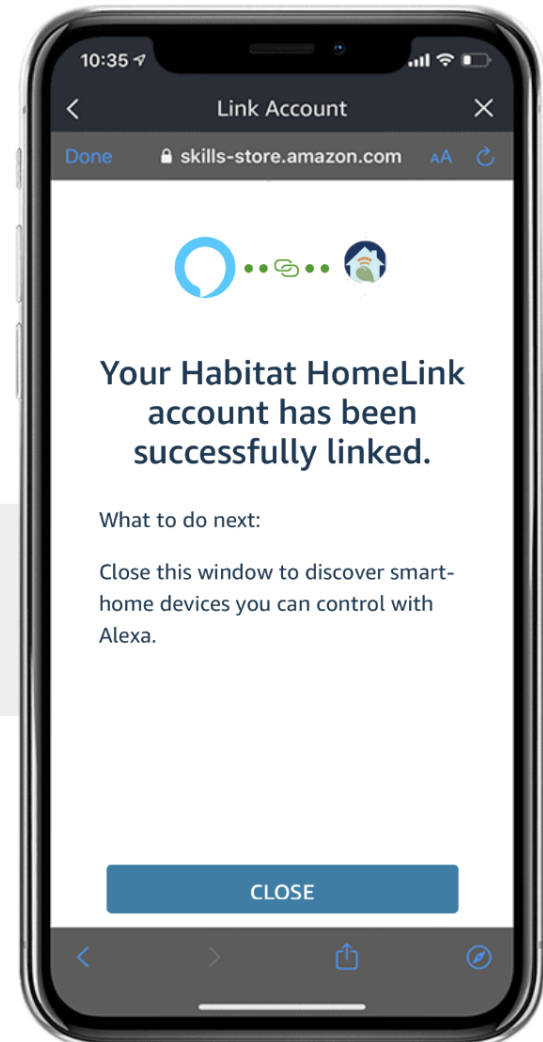 10:35
Link Account
Done skills-store.amazon.com AA
Your Habitat HomeLink
account has been
successfully linked.
What to do next:
Close this window to discover smart-
home devices you can control with
Alexa.
CLOSE